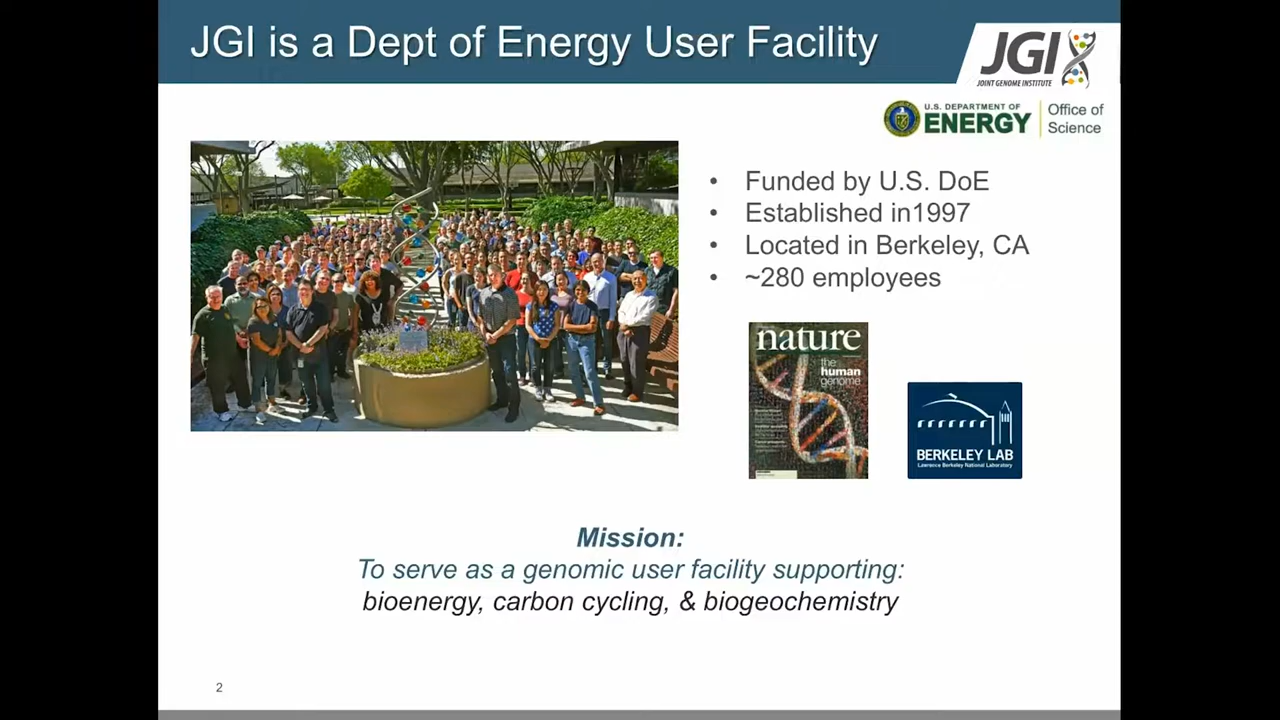 JGI is a Dept of Energy User Facility
JGI
JOINT GENOME INSTITUTE
U.S. DEPARTMENT OF
ENERGY
Office of
Science
• Funded by U.S. DoE
• Established in1997
• Located in Berkeley, CA
• ~280 employees
nature
the
human
genome
BERKELEY LAB
Lawrence Berkeley National Laboratory
Mission:
To serve as a genomic user facility supporting:
bioenergy, carbon cycling, & biogeochemistry
2